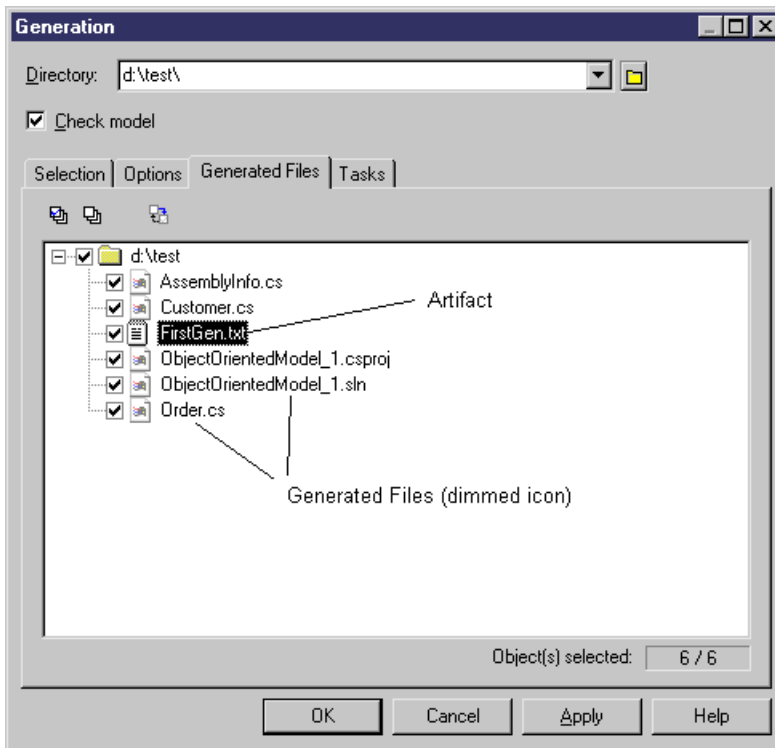 Generation
Directory: d:\test\
Check model
Selection Options Generated Files Tasks
d:\test
AssemblyInfo.cs
Customer.cs
Artifact
FirstGen.txt
ObjectOrientedModel_1.csproj
ObjectOrientedModel_1.sln
Order.cs
Generated Files (dimmed icon)
Object(s) selected: 6 / 6
OK Cancel Apply Help